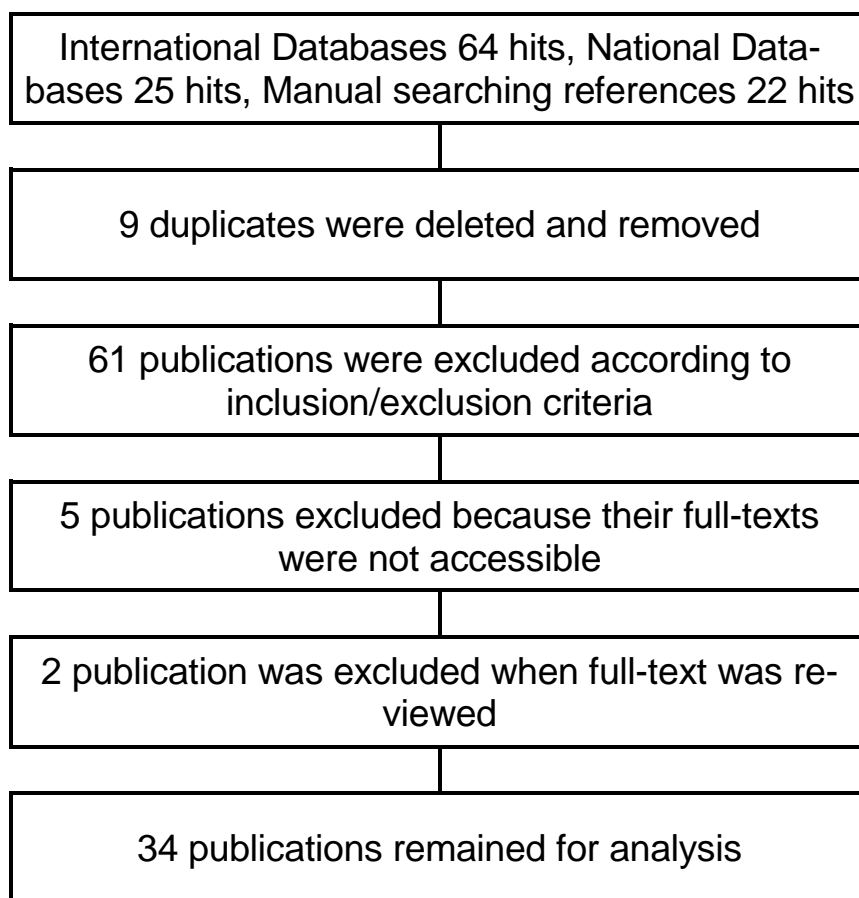 International Databases 64 hits, National Data-
bases 25 hits, Manual searching references 22 hits
9 duplicates were deleted and removed
61 publications were excluded according to
inclusion/exclusion criteria
5 publications excluded because their full-texts
were not accessible
2 publication was excluded when full-text was re-
viewed
34 publications remained for analysis